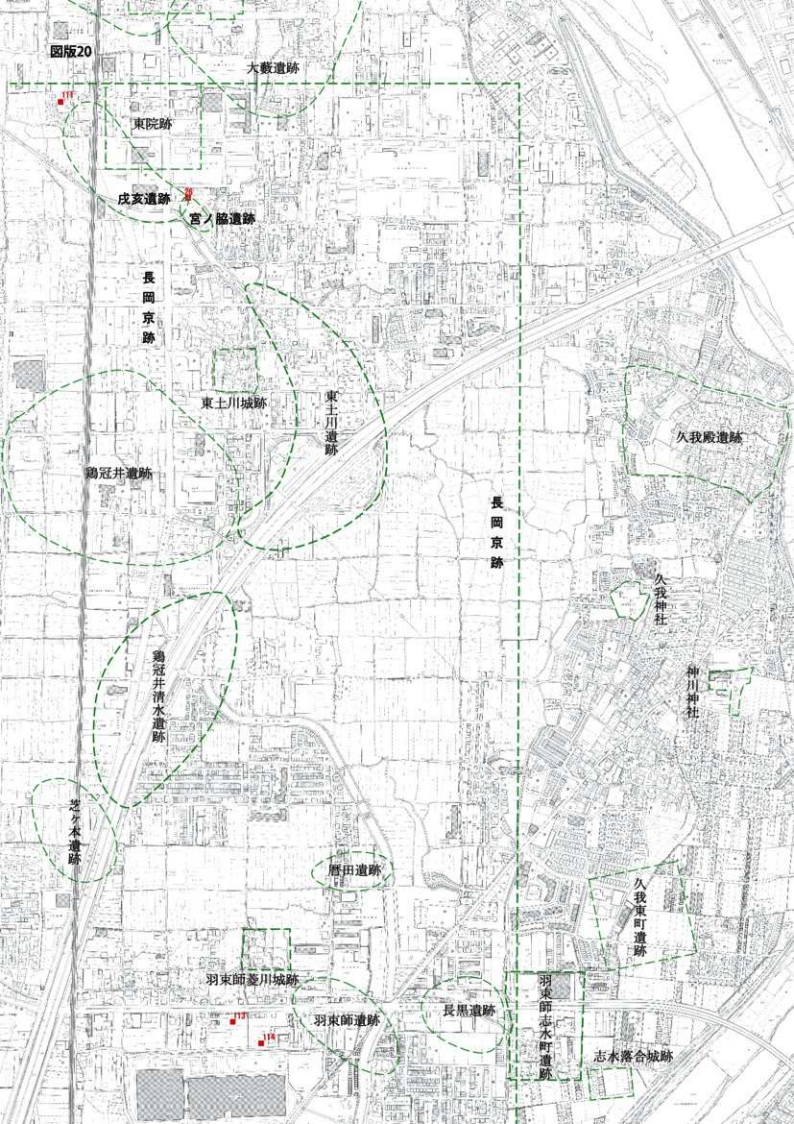 図版20
大藪遺跡
111
東院跡
戌亥遺跡
26
宮ノ脇遺跡
長岡京跡
東土川城跡
東土川遺跡
久我殿遺跡
鶏冠井遺跡
長岡京跡
久我神社
鶏冠井清水遺跡
神川神社
芝ヶ本遺跡
暦田遺跡
久我東町遺跡
羽束師菱川城跡
羽束師志水町遺跡
長黒遺跡
113
羽束師遺跡
114
志水落合城跡